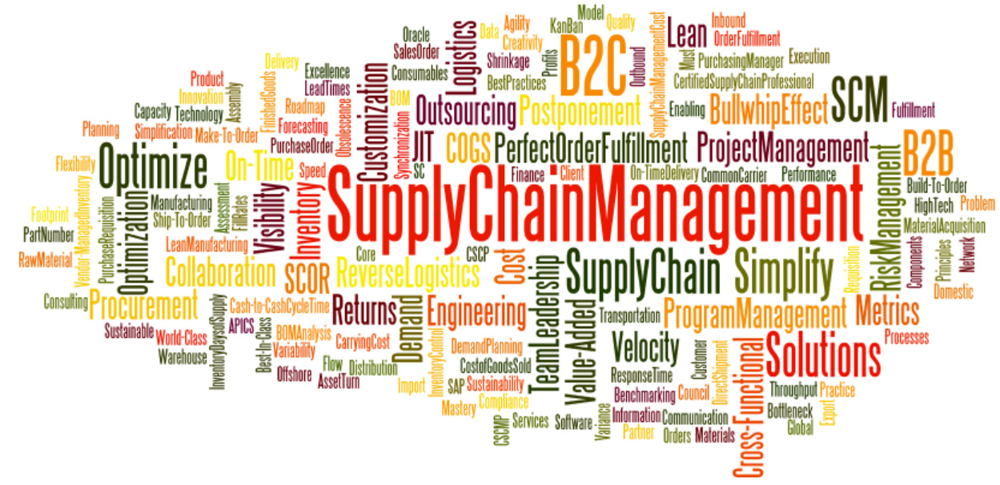 Model
Agility
KanBan
Quality
Data
Creativity
Oracle
SalesOrder
Logistics
Shrinkage
Profits
B2C
Outbound
SupplyChainManagementCost
Lean
Inbound
OrderFulfillment
Must
PurchasingManager
Execution
Consumables
BestPractices
CertifiedSupplyChainProfessional
SCM
Delivery
Excellence
LeadTimes
Customization
Product
Innovation
Assembly
FinishedGoods
BOM
Outsourcing
Postponement
Enabling
BullwhipEffect
Fulfillment
Capacity
Technology
Roadmap
Forecasting
Obsolescence
Synchronization
Planning
Simplification
Make-To-Order
PurchaseOrder
JIT
COGS
PerfectOrderFulfillment
ProjectManagement
B2B
Flexibility
Optimize
On-Time
Speed
SC
Finance
Client
On-TimeDelivery
CommonCarrier
Performance
RiskManagement
Build-To-Order
HighTech
Problem
Vendor-ManagedInventory
PurchaseRequisition
Optimization
Manufacturing
Ship-To-Order
Assessment
FillRates
Visibility
Inventory
SupplyChainManagement
MaterialAcquisition
Footprint
PartNumber
RawMaterial
LeanManufacturing
Core
CSCP
Cost
Components
Principles
Network
Collaboration
SCOR
ReverseLogistics
TeamLeadership
SupplyChain
Simplify
Requisition
Domestic
Consulting
Procurement
InventoryDaysofSupply
Cash-to-CashCycleTime
Returns
Demand
Engineering
Value-Added
Transportation
ProgramManagement
Metrics
Sustainable
World-Class
APICS
Best-In-Class
BOMAnalysis
CarryingCost
InventoryControl
DemandPlanning
Velocity
Customer
DirectShipment
Cross-Functional
Solutions
Processes
Warehouse
Variability
Flow
Distribution
CostofGoodsSold
ResponseTime
Offshore
AssetTurn
Import
SAP
Sustainability
Benchmarking
Council
Throughput
Practice
Mastery
Compliance
Variance
Information
Communication
Bottleneck
Export
CSCMP
Services
Software
Partner
Orders
Materials
Global